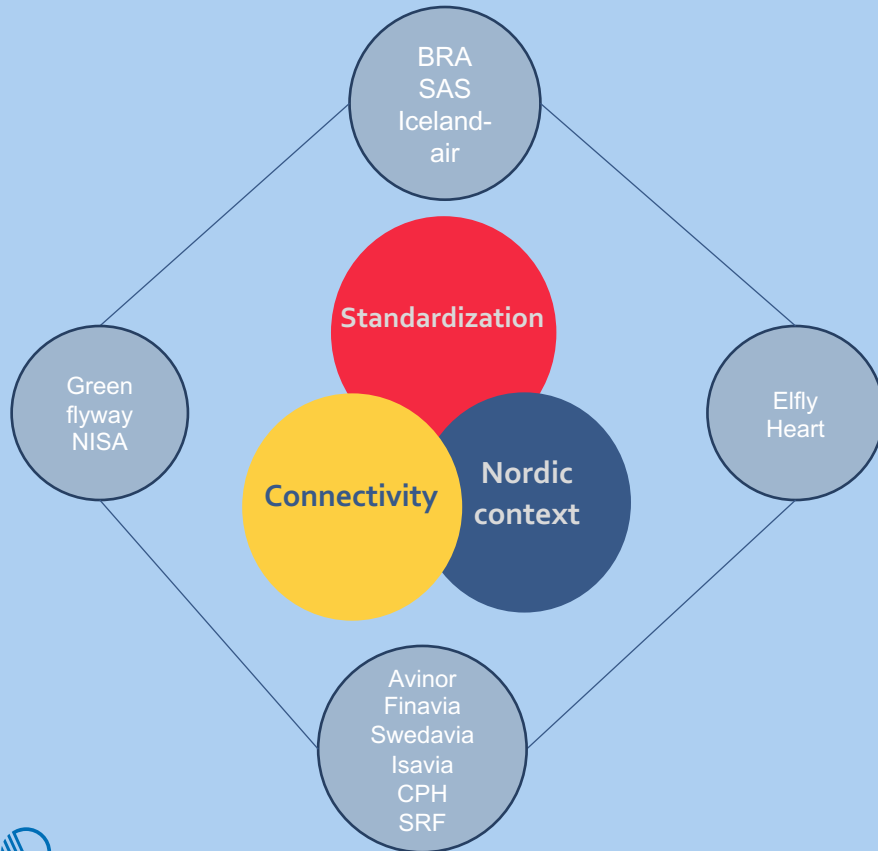 BRA
SAS
Iceland-
air
Standardization
Green
flyway
NISA
Elfly
Heart
Connectivity
Nordic
context
Avinor
Finavia
Swedavia
Isavia
CPH
SRF